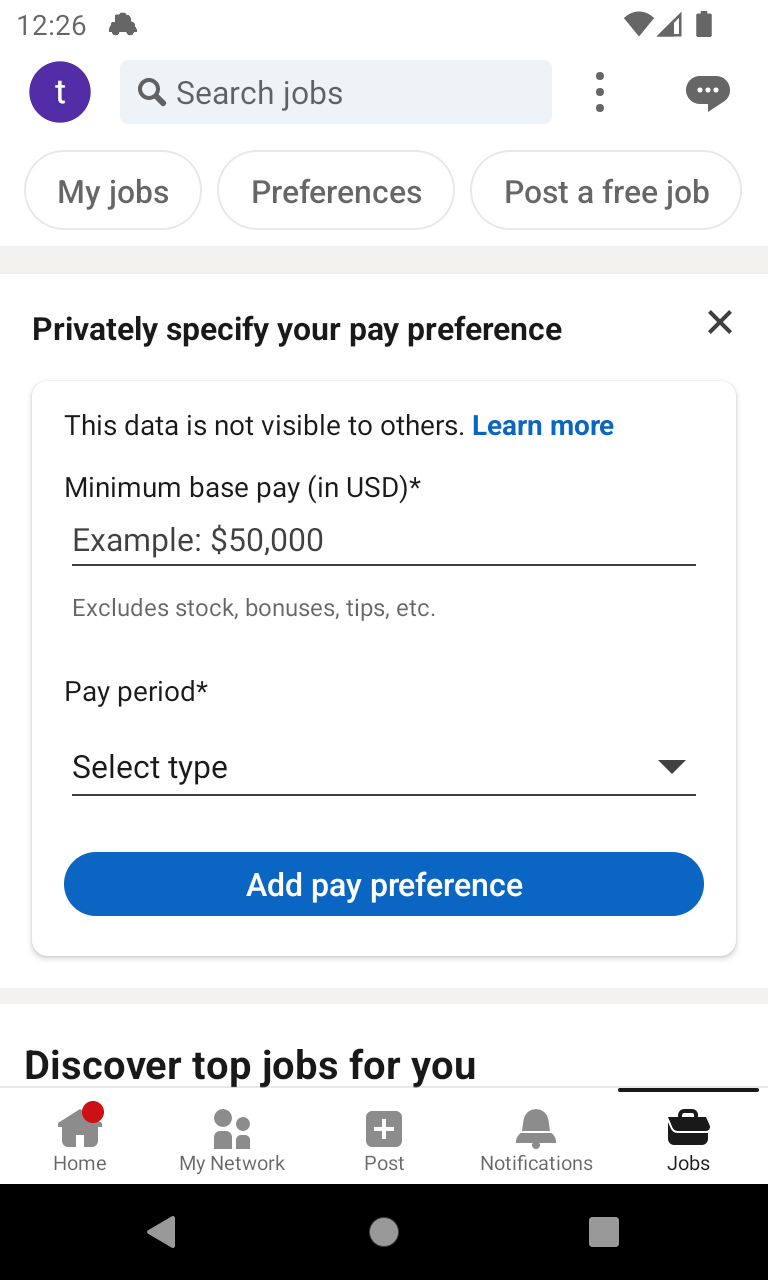 12:26
t
Search jobs
My jobs
Preferences
Post a free job
Privately specify your pay preference
This data is not visible to others. Learn more
Minimum base pay (in USD)*
Example: $50,000
Excludes stock, bonuses, tips, etc.
Pay period*
Select type
Add pay preference
Discover top jobs for you
Home
My Network
Post
Notifications
Jobs